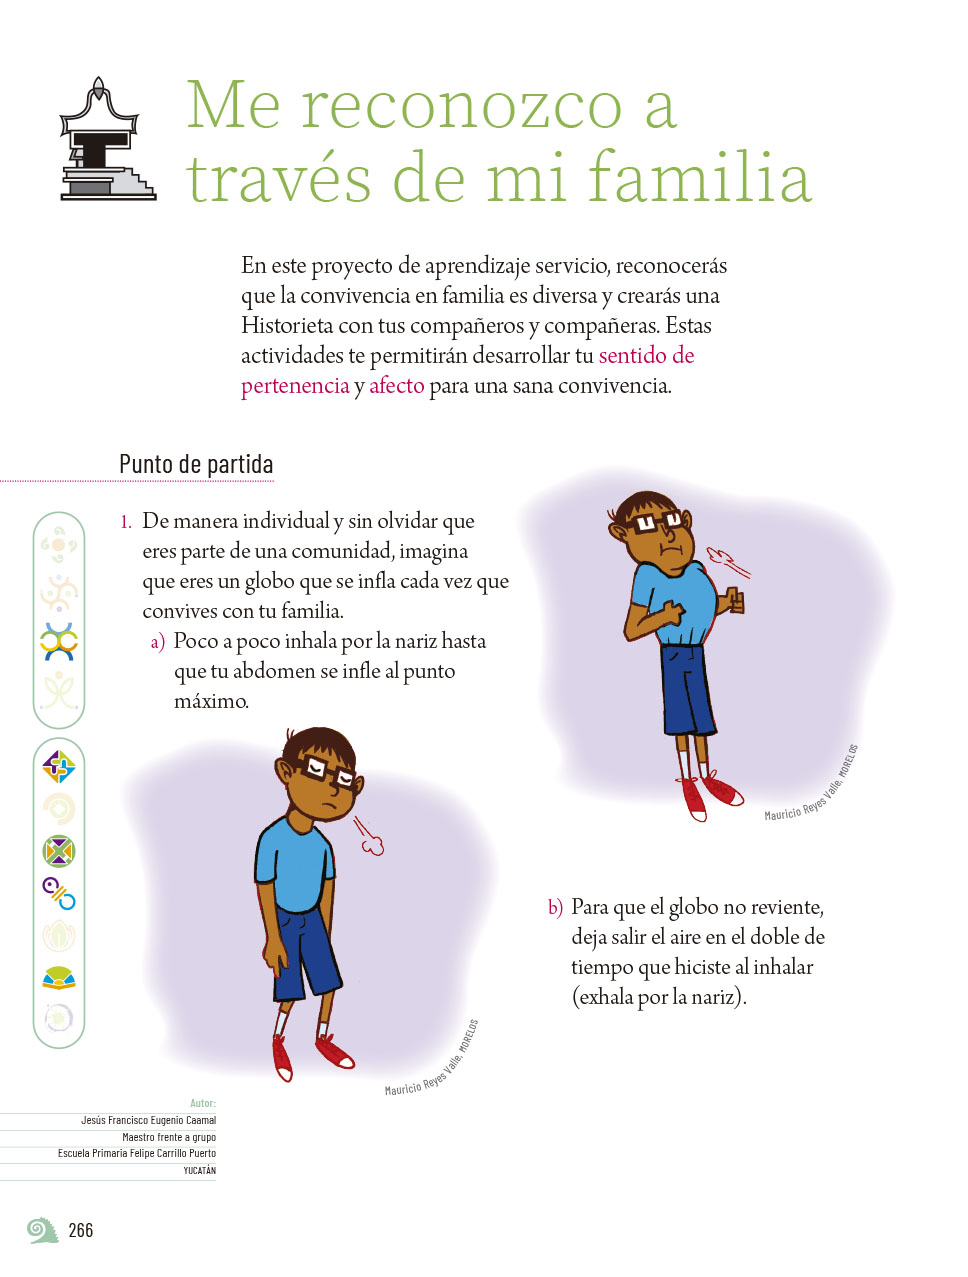 Me reconozco a
través de mi familia
En este proyecto de aprendizaje servicio, reconocerás
que la convivencia en familia es diversa y crearás una
Historieta con tus compañeros y compañeras. Estas
actividades te permitirán desarrollar tu sentido de
pertenencia y afecto para una sana convivencia.
Punto de partida
1. De manera individual y sin olvidar que
eres parte de una comunidad, imagina
que eres un globo que se infla cada vez que
convives con tu familia.
a) Poco a poco inhala por la nariz hasta
que tu abdomen se infle al punto
máximo.
Mauricio Reyes Valle, MORELOS
b) Para que el globo no reviente,
deja salir el aire en el doble de
tiempo que hiciste al inhalar
(exhala por la nariz).
Mauricio Reyes Valle, MORELOS
Autor:
Jesús Francisco Eugenio Caamal
Maestro frente a grupo
Escuela Primaria Felipe Carrillo Puerto
YUCATÁN
266